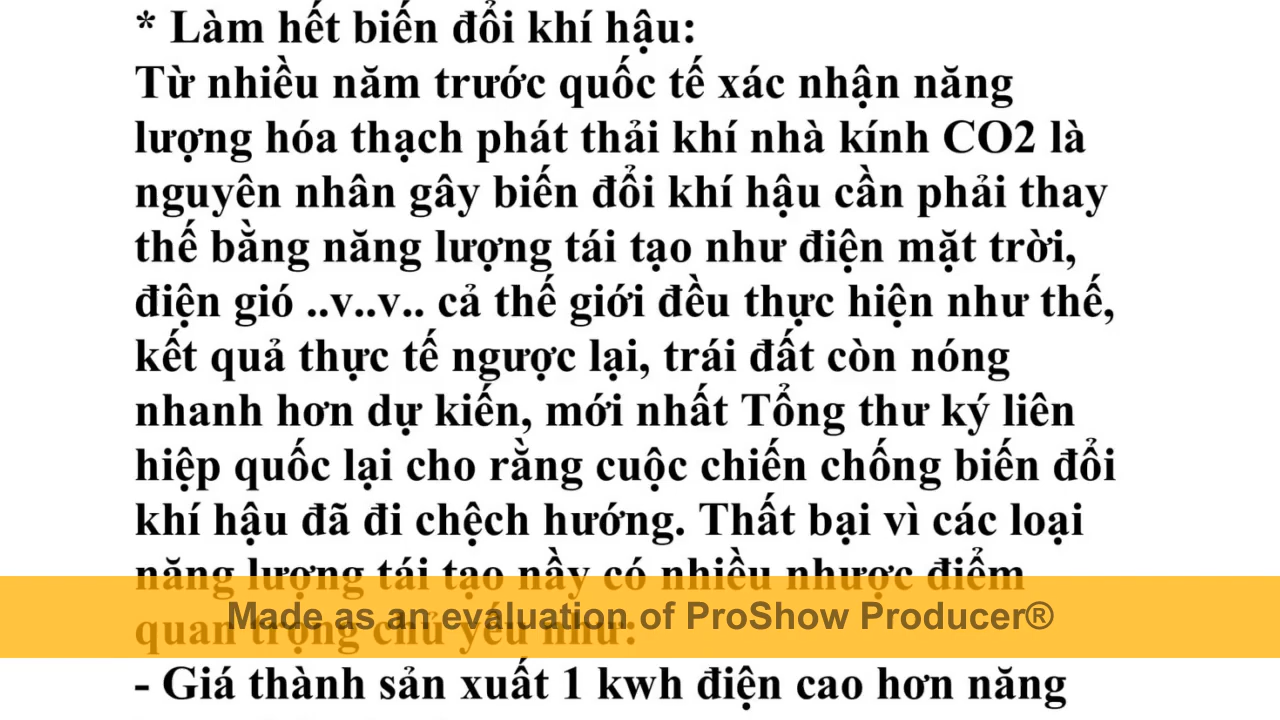 * Làm hết biến đổi khí hậu:
Từ nhiều năm trước quốc tế xác nhận năng
lượng hóa thạch phát thải khí nhà kính CO2 là
nguyên nhân gây biến đổi khí hậu cần phải thay
thế bằng năng lượng tái tạo như điện mặt trời,
điện gió ..v..v.. cả thế giới đều thực hiện như thế,
kết quả thực tế ngược lại, trái đất còn nóng
nhanh hơn dự kiến, mới nhất Tổng thư ký liên
hiệp quốc lại cho rằng cuộc chiến chống biến đổi
khí hậu đã đi chệch hướng. Thất bại vì các loại
năng lượng tái tạo nầy có nhiều nhược điểm
quan trọng chủ yếu như:
Made as an evaluation of ProShow Producer®
- Giá thành sản xuất 1 kwh điện cao hơn năng